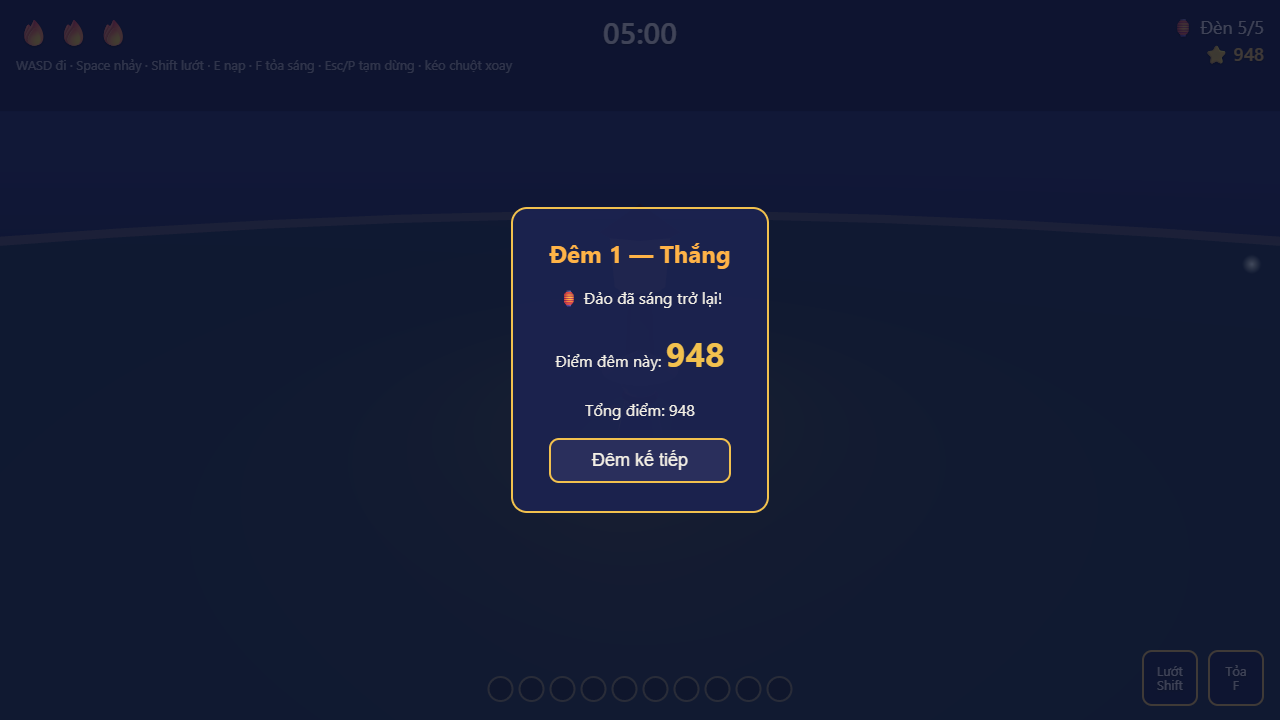 05:00
Đèn 5/5
948
WASD đi · Space nhảy · Shift lướt · E nạp · F tỏa sáng · Esc/P tạm dừng · kéo chuột xoay
Đêm 1 — Thắng
Đảo đã sáng trở lại!
Điểm đêm này: 948
Tổng điểm: 948
Đêm kế tiếp
Lướt
Shift
Tỏa
F